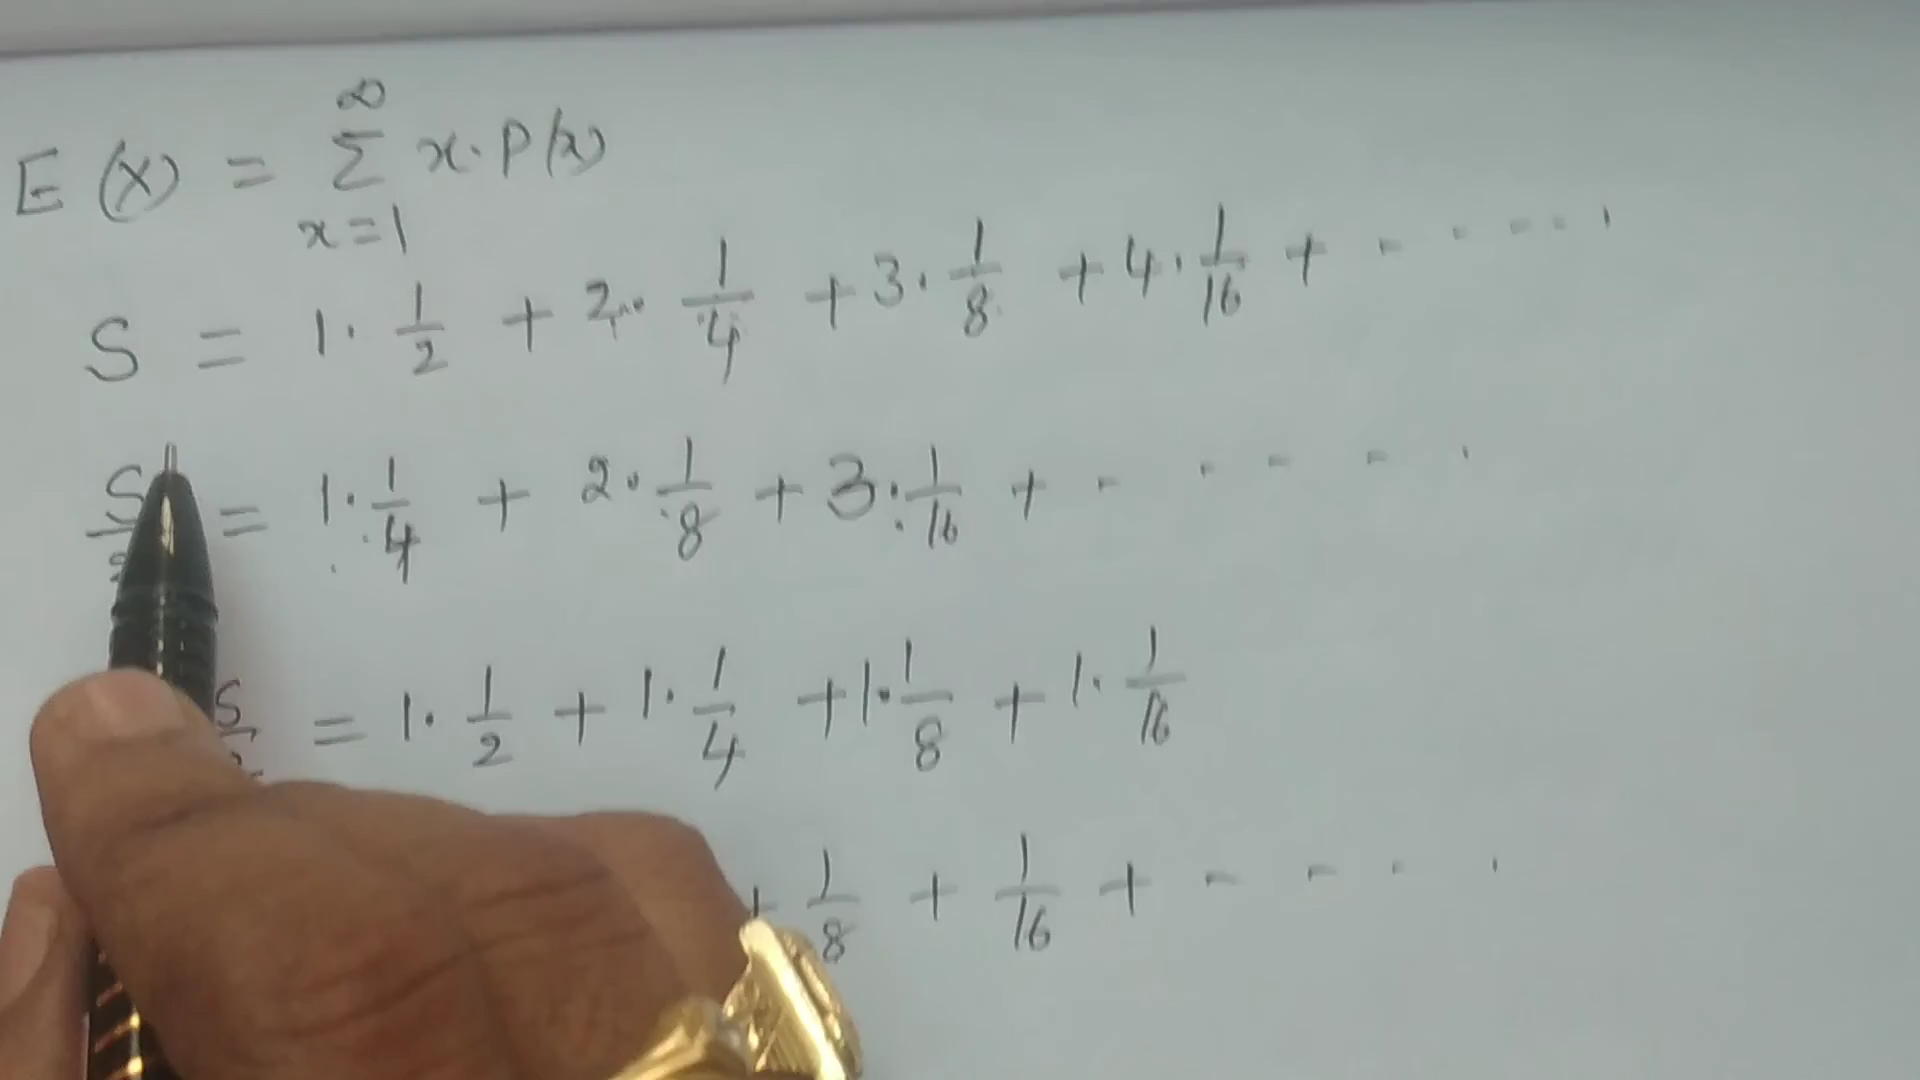 E(X) = ∞ Σ x=1 x·P(x)
S = 1·1/2 + 2·1/4 + 3·1/8 + 4·1/16 + - - - - -
S = 1·1/4 + 2·1/8 + 3·1/16 + - - - - -
S = 1·1/2 + 1·1/4 + 1·1/8 + 1·1/16
+ 1/8 + 1/16 + - - - -